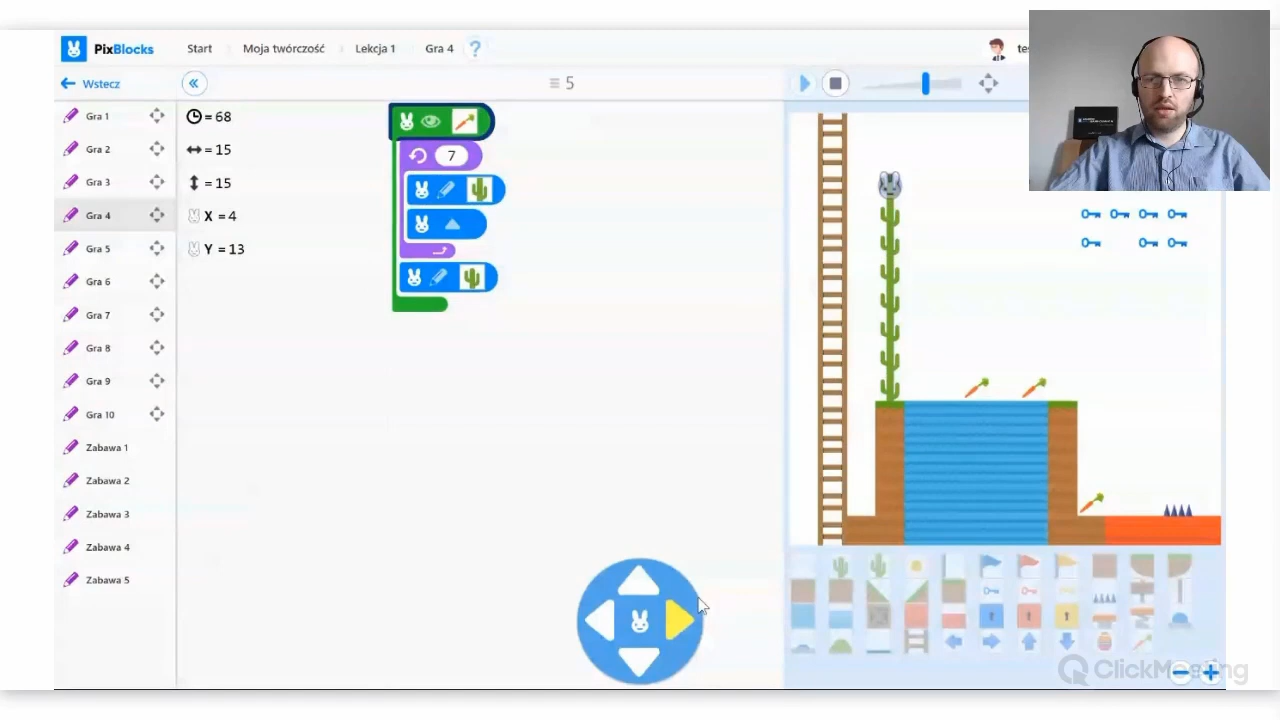 PixBlocks
Start
Moja twórczość
Lekcja 1
Gra 4
?
Wstecz
5
Gra 1
Gra 2
Gra 3
Gra 4
Gra 5
Gra 6
Gra 7
Gra 8
Gra 9
Gra 10
Zabawa 1
Zabawa 2
Zabawa 3
Zabawa 4
Zabawa 5
= 68
= 15
= 15
X = 4
Y = 13
7
ClickMeeting